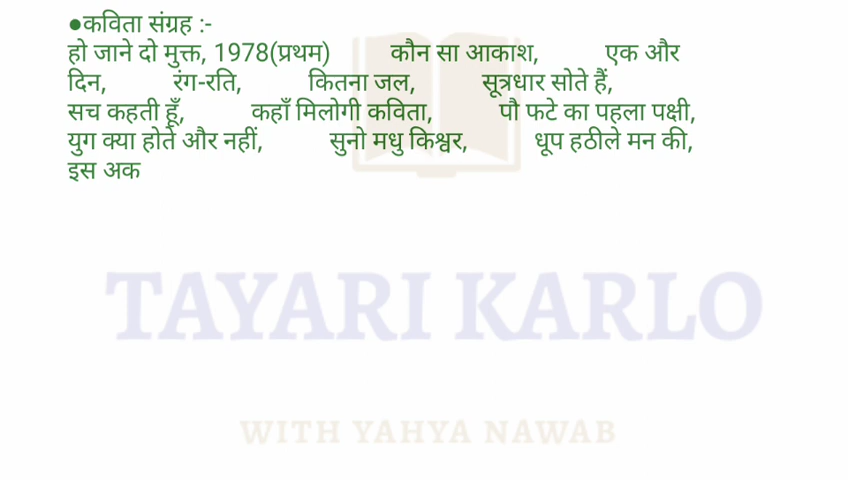 ●कविता संग्रह :-
हो जाने दो मुक्त, 1978(प्रथम) कौन सा आकाश, एक और
दिन, रंग-रति, कितना जल, सूत्रधार सोते हैं,
सच कहती हूँ, कहाँ मिलोगी कविता, पौ फटे का पहला पक्षी,
युग क्या होते और नहीं, सुनो मधु किश्वर, धूप हठीले मन की,
इस अक
TAYARI KARLO
WITH YAHYA NAWAB